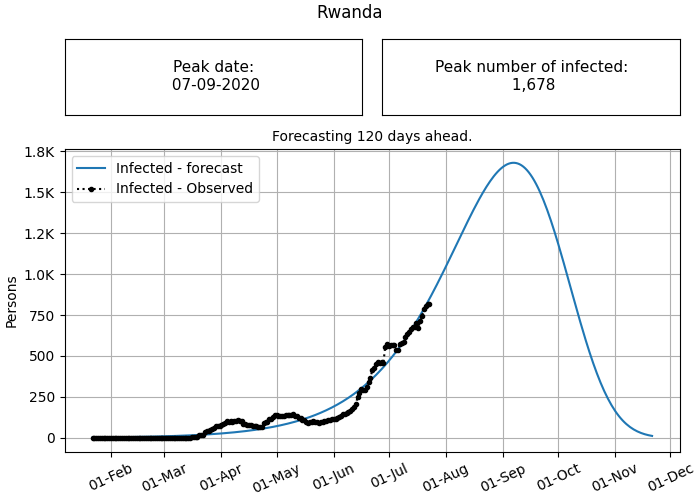 Rwanda
Peak date:
07-09-2020
Peak number of infected:
1,678
Forecasting 120 days ahead.
Infected - forecast
Infected - Observed
Persons
1.8K
1.5K
1.2K
1.0K
750
500
250
0
01-Feb
01-Mar
01-Apr
01-May
01-Jun
01-Jul
01-Aug
01-Sep
01-Oct
01-Nov
01-Dec